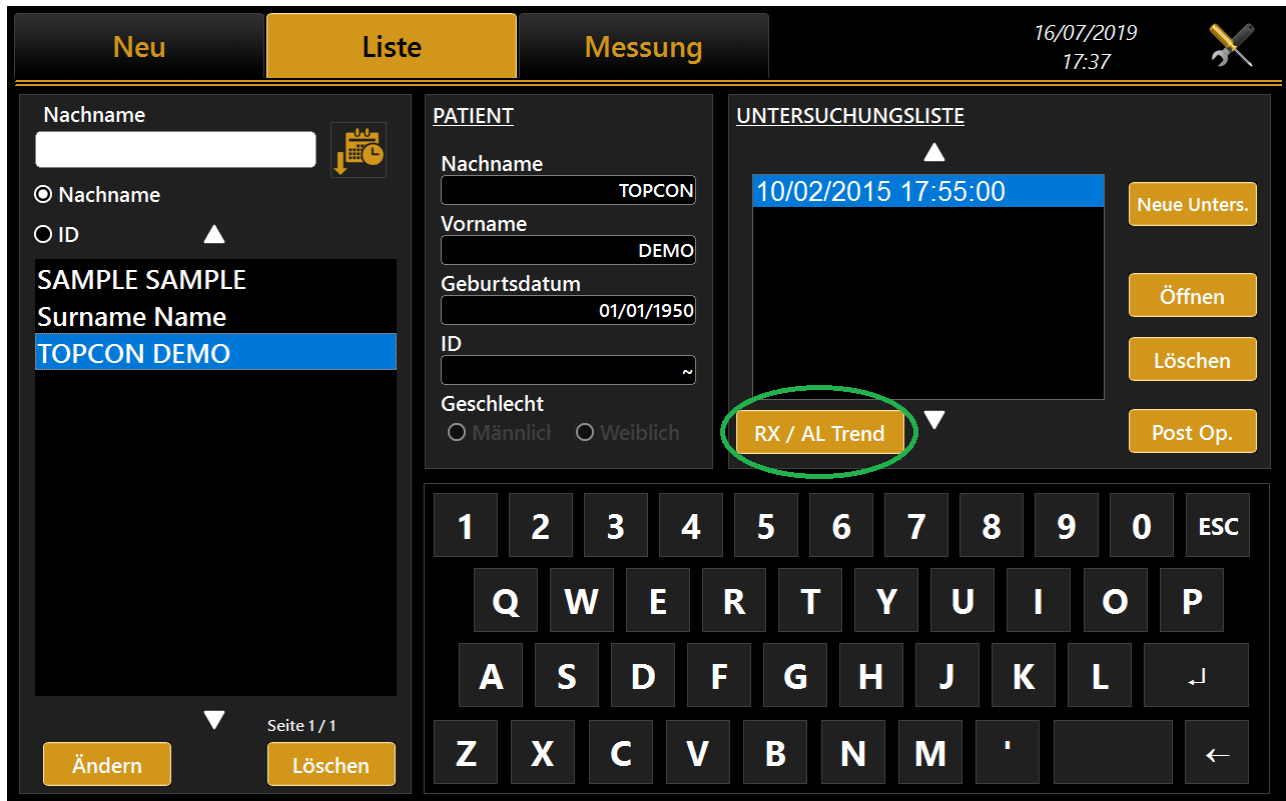 Neu
Liste
Messung
16/07/2019
17:37
Nachname
Nachname
ID
SAMPLE SAMPLE
Surname Name
TOPCON DEMO
Seite 1 / 1
Ändern
Löschen
PATIENT
Nachname
TOPCON
Vorname
DEMO
Geburtsdatum
01/01/1950
ID
~
Geschlecht
Männlicl
Weiblich
UNTERSUCHUNGSLISTE
10/02/2015 17:55:00
Neue Unters.
Öffnen
Löschen
RX / AL Trend
Post Op.
1 2 3 4 5 6 7 8 9 0 ESC
Q W E R T Y U I O P
A S D F G H J K L
Z X C V B N M '